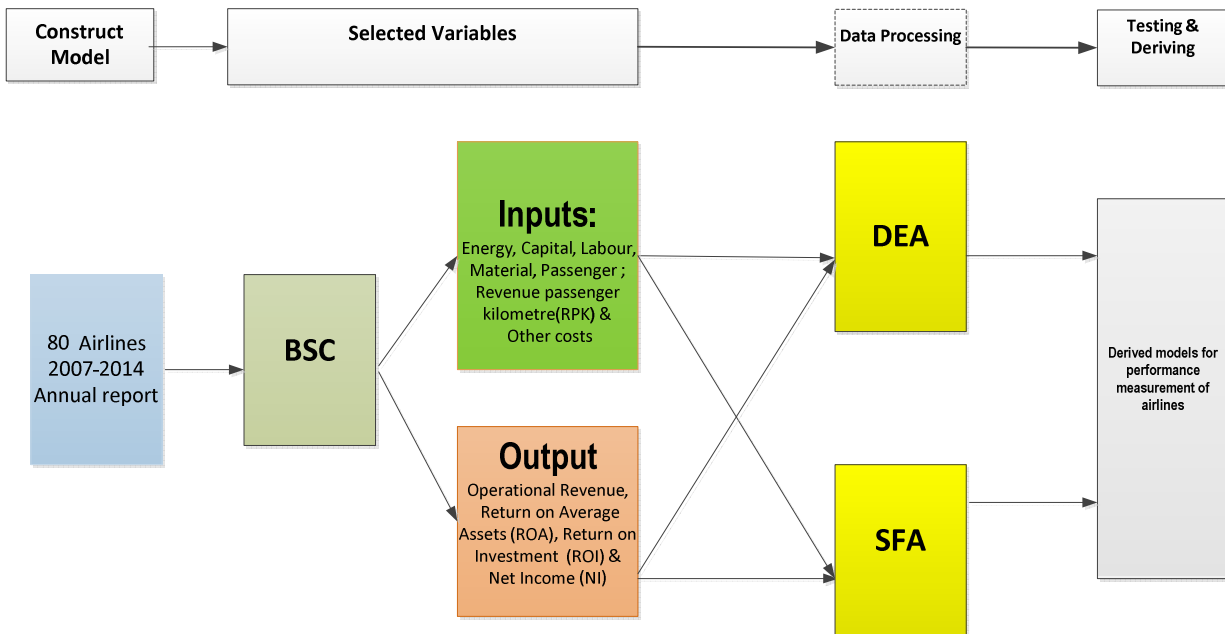 Construct
Model
Selected Variables
Data Processing
Testing &
Deriving
80 Airlines
2007-2014
Annual report
BSC
Inputs:
Energy, Capital, Labour,
Material, Passenger ;
Revenue passenger
kilometre(RPK) &
Other costs
Output
Operational Revenue,
Return on Average
Assets (ROA), Return on
Investment (ROI) &
Net Income (NI)
DEA
SFA
Derived models for
performance
measurement of
airlines